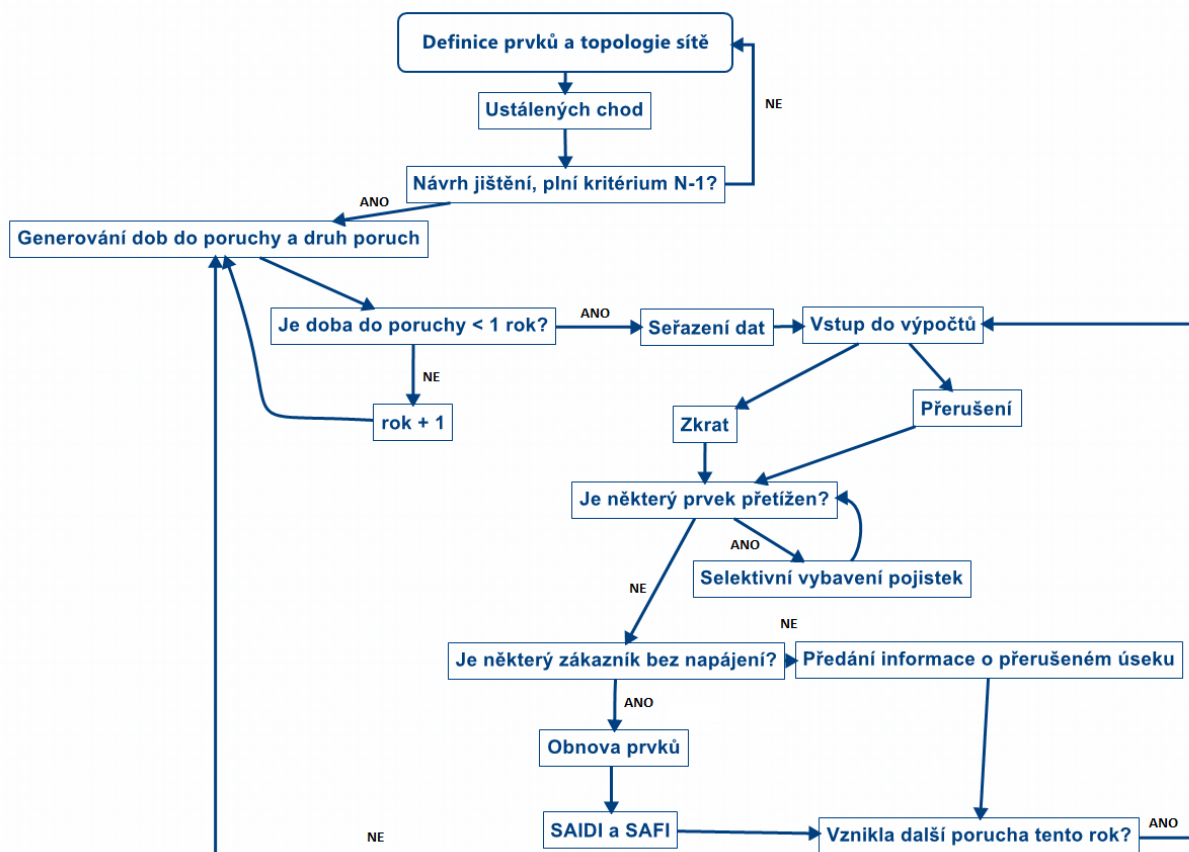 Definice prvků a topologie sítě
NE
Ustálených chod
Návrh jištění, plní kritérium N-1?
ANO
Generování dob do poruchy a druh poruch
Je doba do poruchy < 1 rok?
ANO
Seřazení dat
Vstup do výpočtů
NE
rok + 1
Zkrat
Přerušení
Je některý prvek přetížen?
ANO
Selektivní vybavení pojistek
NE
NE
Je některý zákazník bez napájení?
Předání informace o přerušeném úseku
ANO
Obnova prvků
SAIDI a SAFI
Vznikla další porucha tento rok?
ANO
NE